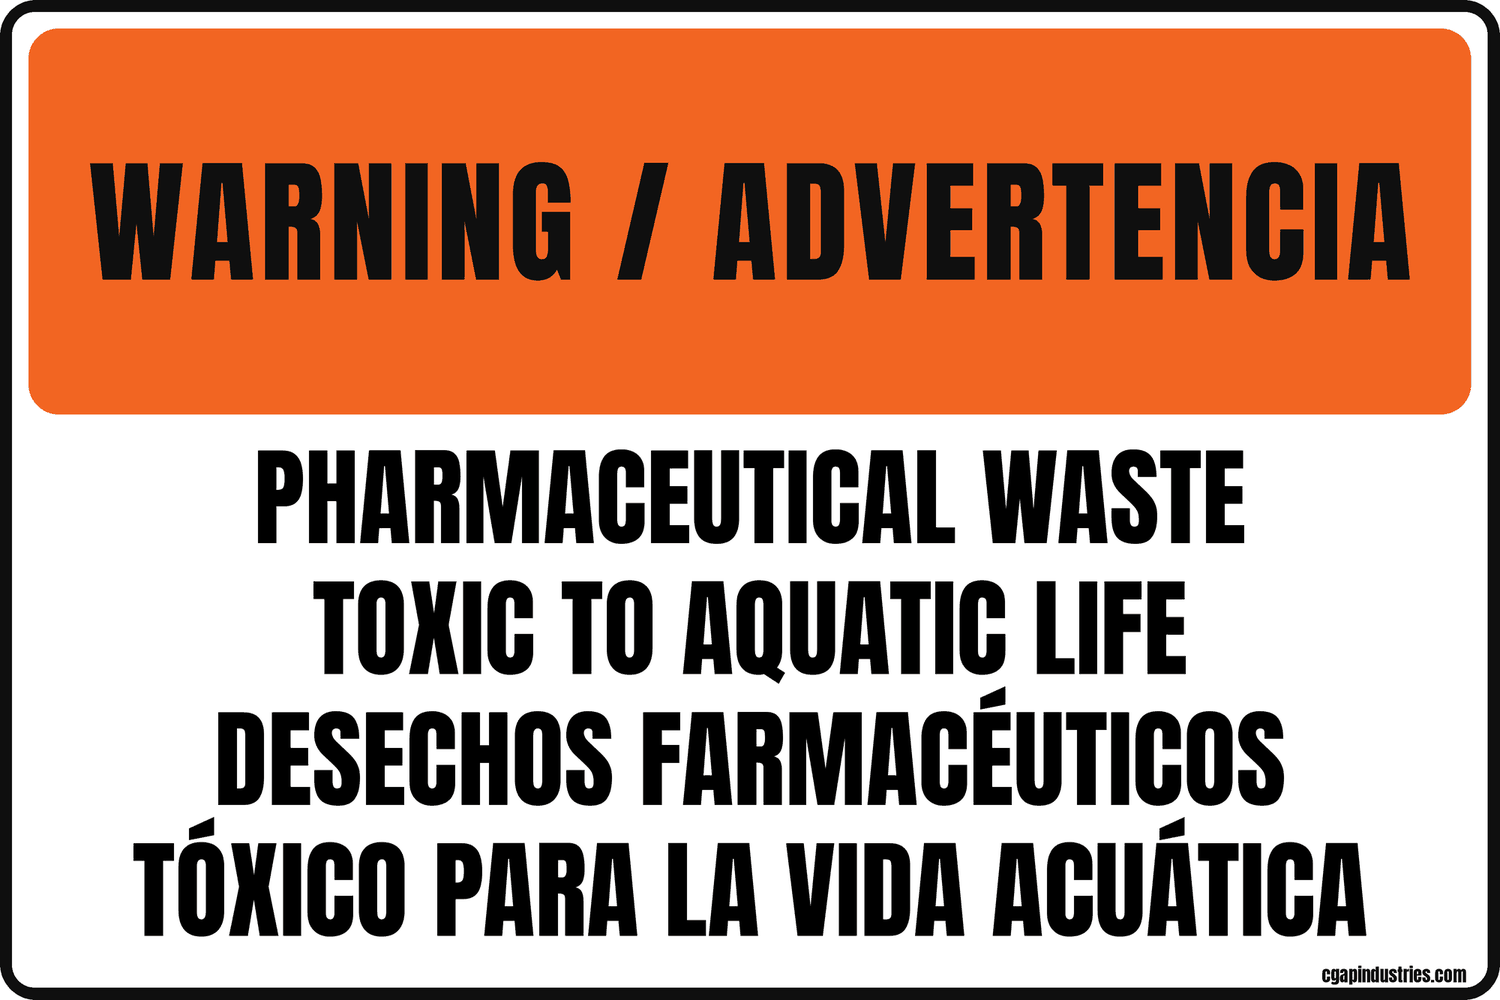 WARNING / ADVERTENCIA
PHARMACEUTICAL WASTE
TOXIC TO AQUATIC LIFE
DESECHOS FARMACÉUTICOS
TÓXICO PARA LA VIDA ACUÁTICA
cgapindustries.com